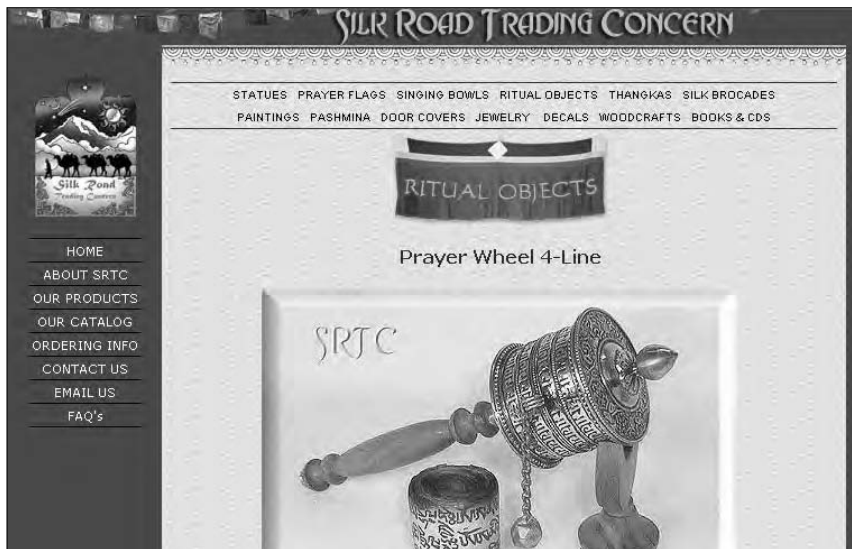 SILK ROAD TRADING CONCERN
STATUES PRAYER FLAGS SINGING BOWLS RITUAL OBJECTS THANGKAS SILK BROCADES
PAINTINGS PASHMINA DOOR COVERS JEWELRY DECALS WOODCRAFTS BOOKS & CDS
Silk Road
Trading Concern
HOME
ABOUT SRTC
OUR PRODUCTS
OUR CATALOG
ORDERING INFO
CONTACT US
EMAIL US
FAQ's
RITUAL OBJECTS
Prayer Wheel 4-Line
SRTC